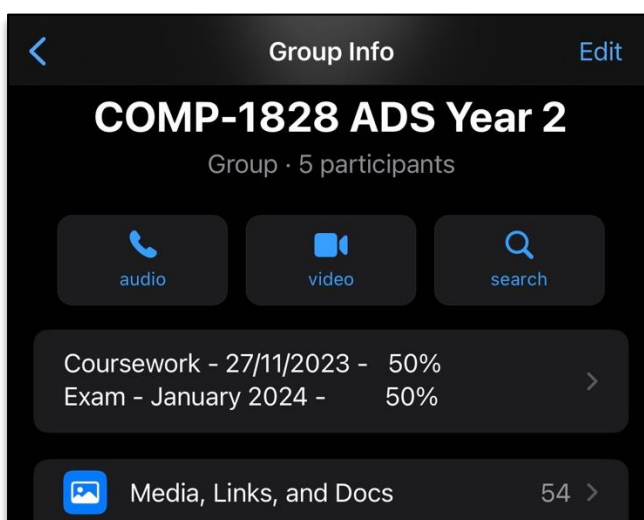 Group Info
Edit
COMP-1828 ADS Year 2
Group · 5 participants
audio
video
search
Coursework - 27/11/2023 - 50%
Exam - January 2024 - 50%
Media, Links, and Docs
54